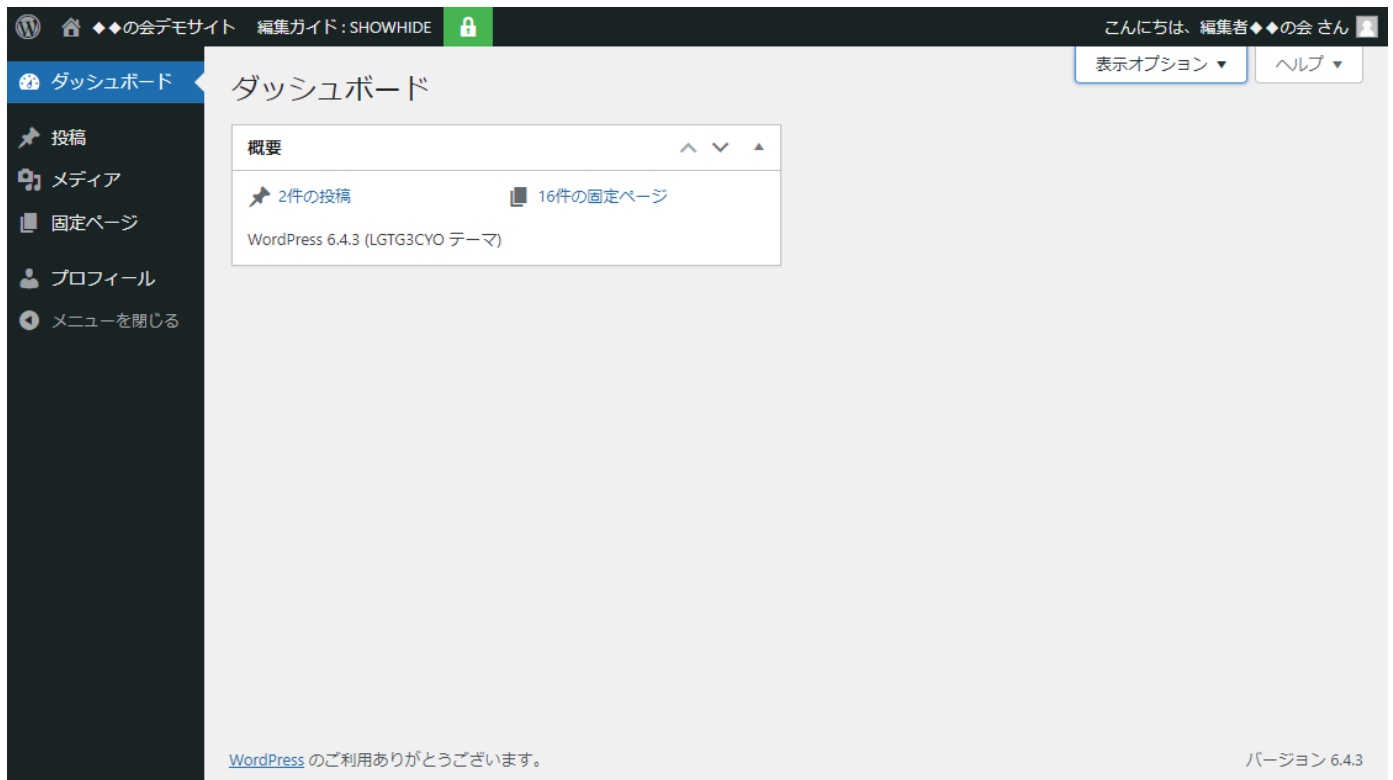 ◆◆の会デモサイト 編集ガイド : SHOWHIDE こんにちは、編集者◆◆の会 さん
表示オプション ▼ ヘルプ ▼
ダッシュボード
投稿
メディア
固定ページ
プロフィール
メニューを閉じる
ダッシュボード
概要
2件の投稿 16件の固定ページ
WordPress 6.4.3 (LGTG3CYO テーマ)
WordPress のご利用ありがとうございます。 バージョン 6.4.3